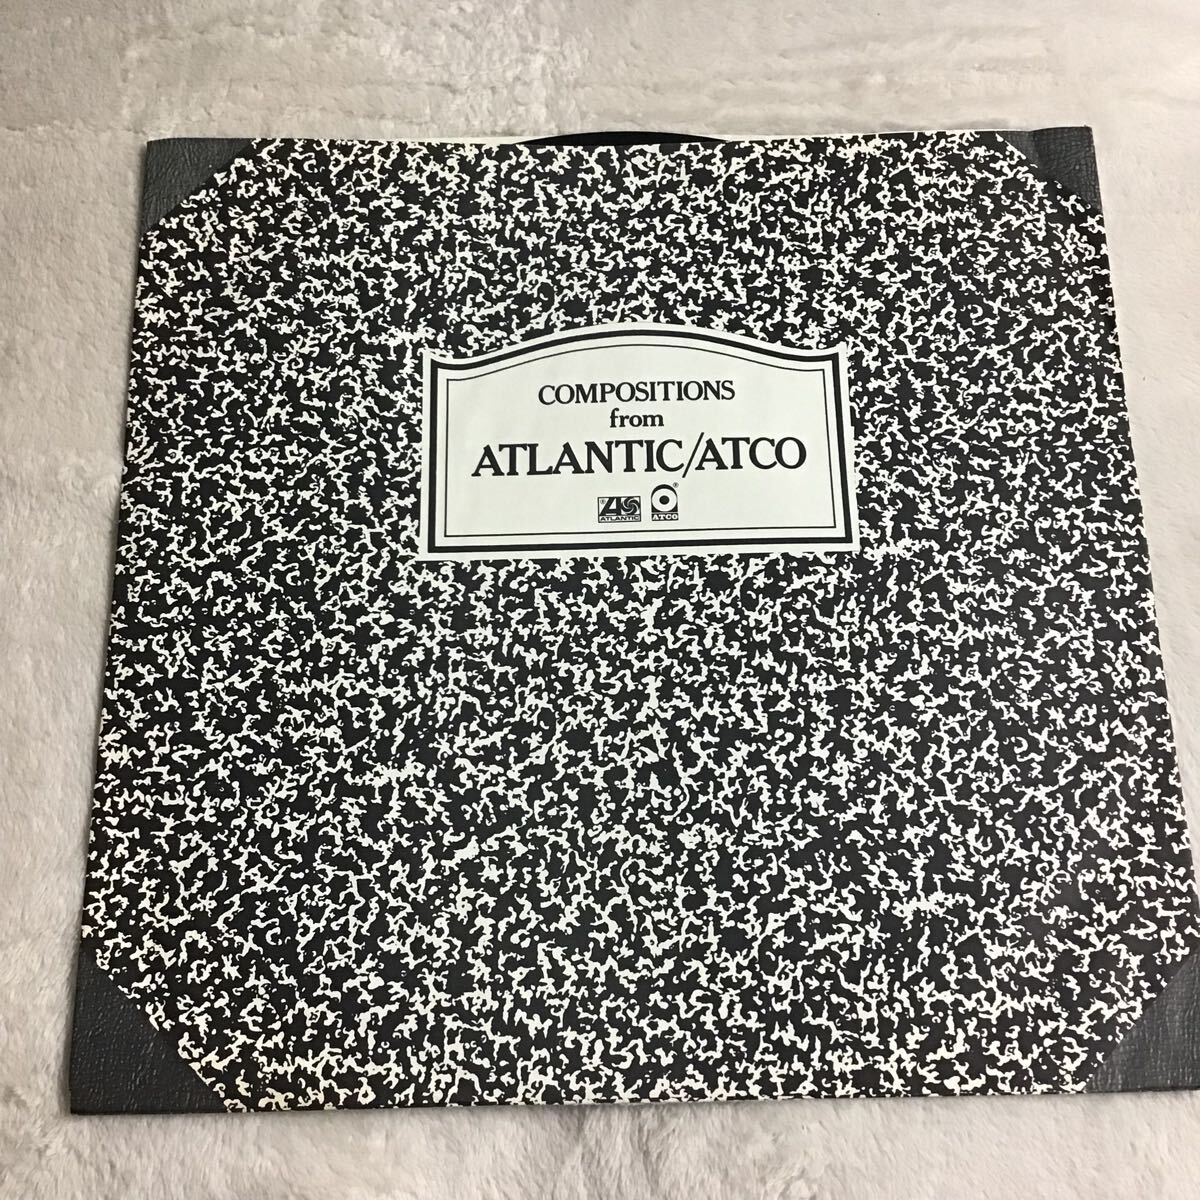 COMPOSITIONS
from
ATLANTIC/ATCO
ATLANTIC
ATCO